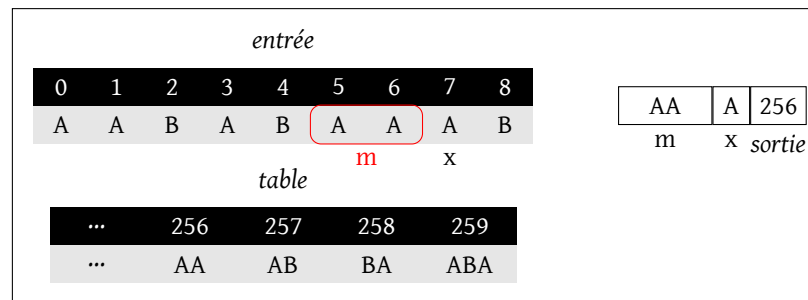 entrée
0 1 2 3 4 5 6 7 8
A A B A B A A A B
m x
AA A 256
m x sortie
table
... 256 257 258 259
... AA AB BA ABA